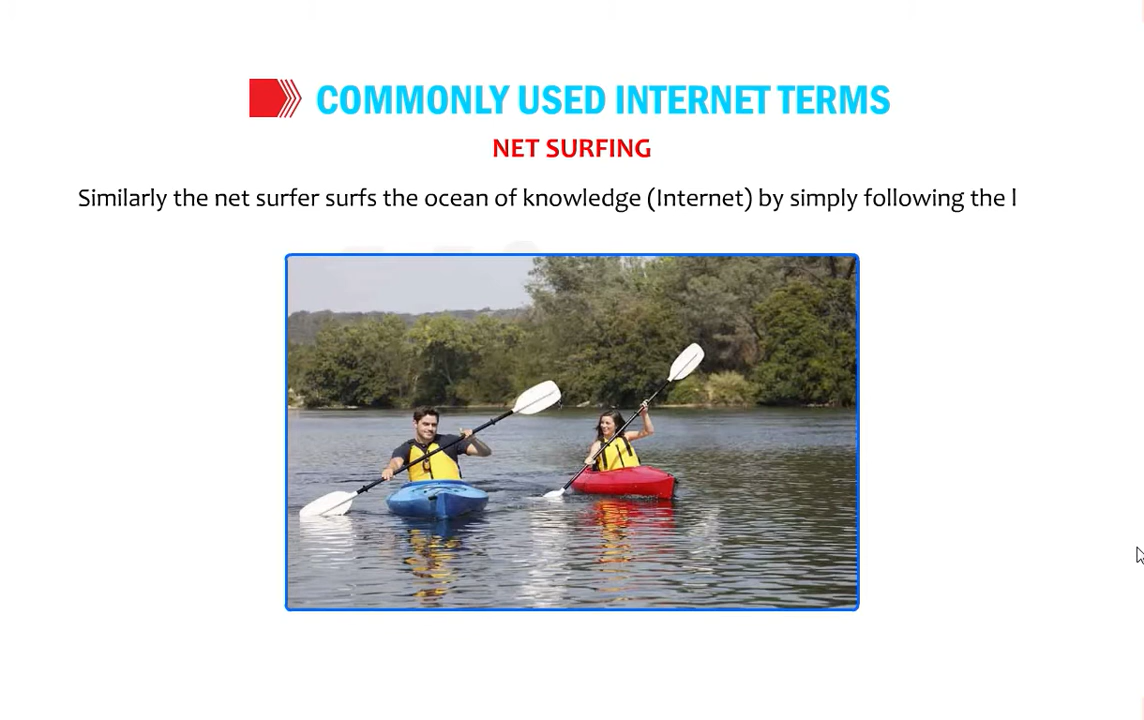 COMMONLY USED INTERNET TERMS
NET SURFING
Similarly the net surfer surfs the ocean of knowledge (Internet) by simply following the l